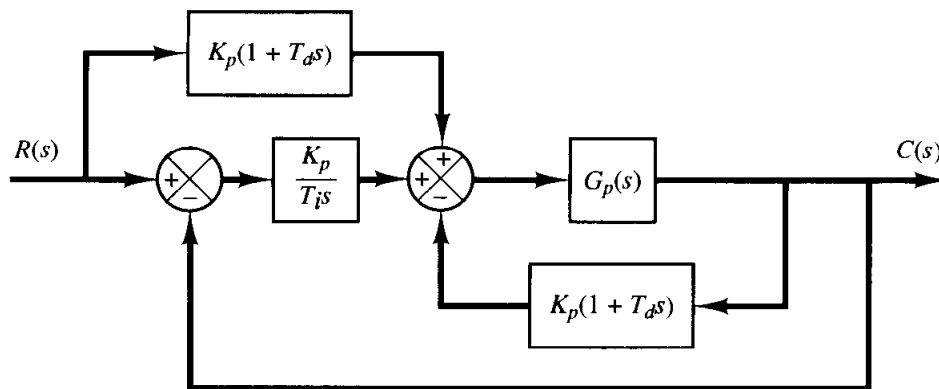 K_p(1 + T_d s)
R(s)
C(s)
K_p
T_i s
G_p(s)
K_p(1 + T_d s)
+
−
+
+
−